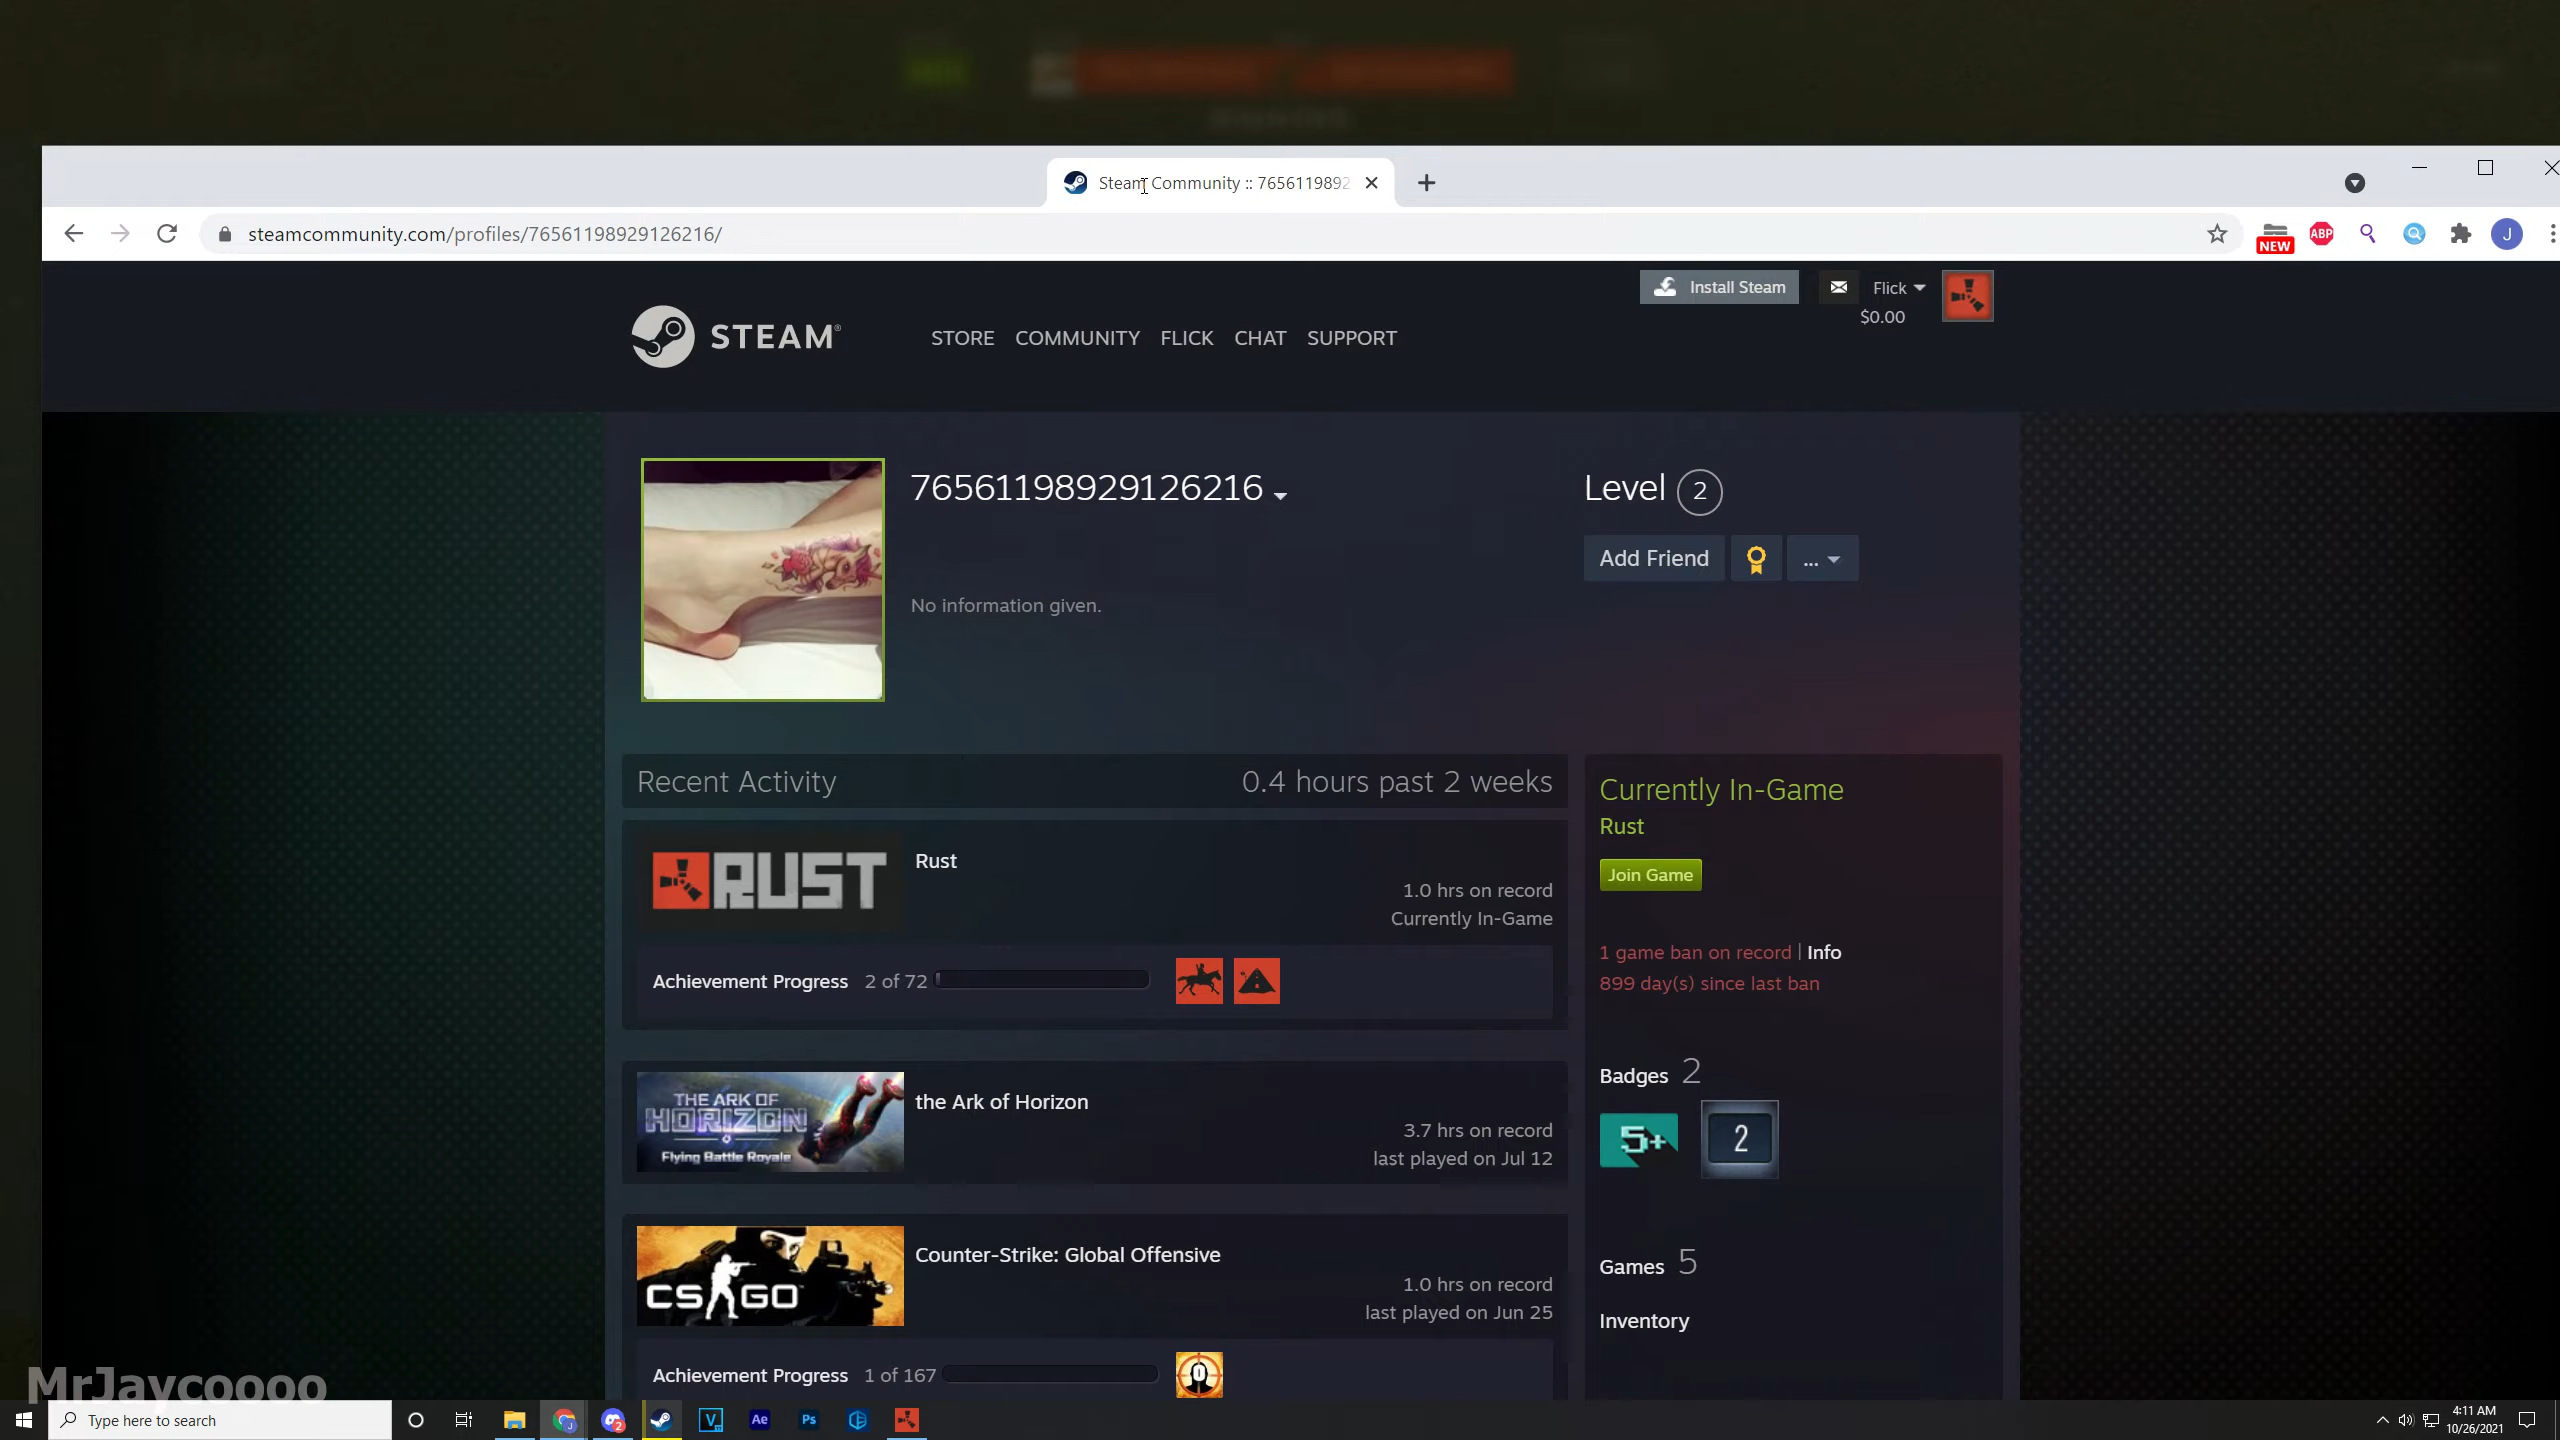 Steam Community :: 7656119892
steamcommunity.com/profiles/76561198929126216/
NEW
ABP
J
Install Steam
Flick
$0.00
STEAM®
STORE COMMUNITY FLICK CHAT SUPPORT
76561198929126216
Level 2
Add Friend
...
No information given.
Recent Activity 0.4 hours past 2 weeks
RUST
Rust
1.0 hrs on record
Currently In-Game
Achievement Progress 2 of 72
THE ARK OF
HORIZON
Flying Battle Royale
the Ark of Horizon
3.7 hrs on record
last played on Jul 12
CS GO
Counter-Strike: Global Offensive
1.0 hrs on record
last played on Jun 25
Achievement Progress 1 of 167
Currently In-Game
Rust
Join Game
1 game ban on record | Info
899 day(s) since last ban
Badges 2
5+
2
Games 5
Inventory
MrJaycoooo
Type here to search
J
2
V
Ae
Ps
4:11 AM
10/26/2021